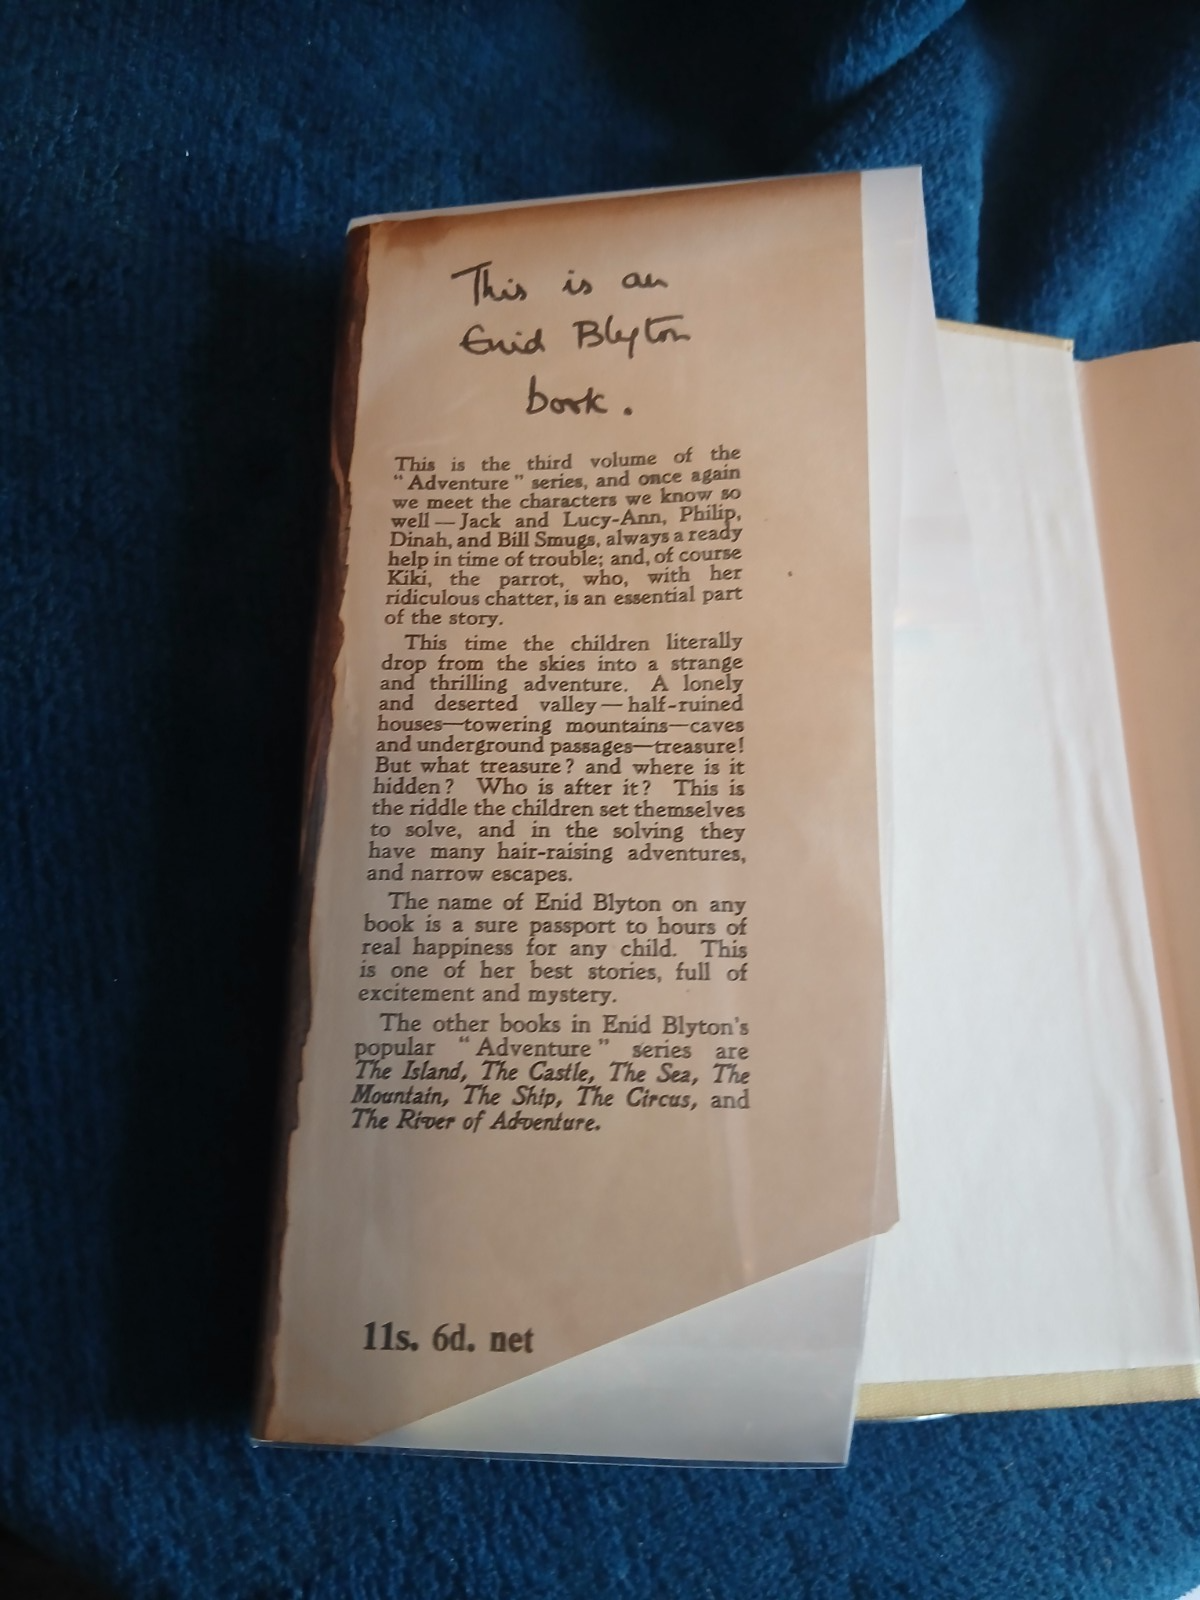 This is an
Enid Blyton
book.
This is the third volume of the
“Adventure” series, and once again
we meet the characters we know so
well — Jack and Lucy-Ann, Philip,
Dinah, and Bill Smugs, always a ready
help in time of trouble; and, of course
Kiki, the parrot, who, with her
ridiculous chatter, is an essential part
of the story.
This time the children literally
drop from the skies into a strange
and thrilling adventure. A lonely
and deserted valley — half-ruined
houses—towering mountains—caves
and underground passages—treasure!
But what treasure? and where is it
hidden? Who is after it? This is
the riddle the children set themselves
to solve, and in the solving they
have many hair-raising adventures,
and narrow escapes.
The name of Enid Blyton on any
book is a sure passport to hours of
real happiness for any child. This
is one of her best stories, full of
excitement and mystery.
The other books in Enid Blyton's
popular “Adventure” series are
The Island, The Castle, The Sea, The
Mountain, The Ship, The Circus, and
The River of Adventure.
11s. 6d. net